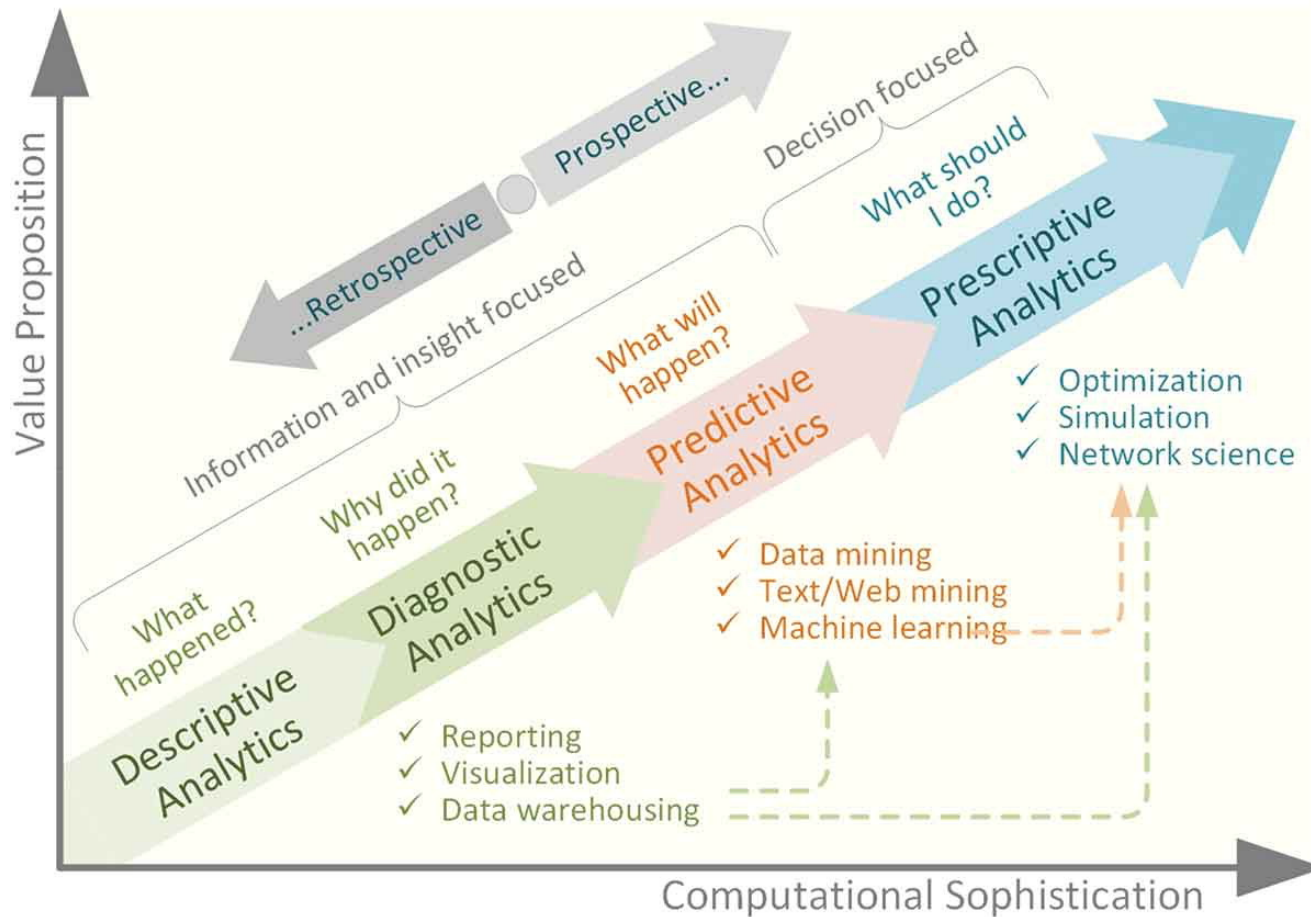 Value Proposition
...Retrospective
Prospective...
Information and insight focused
Decision focused
What
happened?
Why did it
happen?
What will
happen?
What should
I do?
Descriptive
Analytics
Diagnostic
Analytics
Predictive
Analytics
Prescriptive
Analytics
✓ Reporting
✓ Visualization
✓ Data warehousing
✓ Data mining
✓ Text/Web mining
✓ Machine learning
✓ Optimization
✓ Simulation
✓ Network science
Computational Sophistication